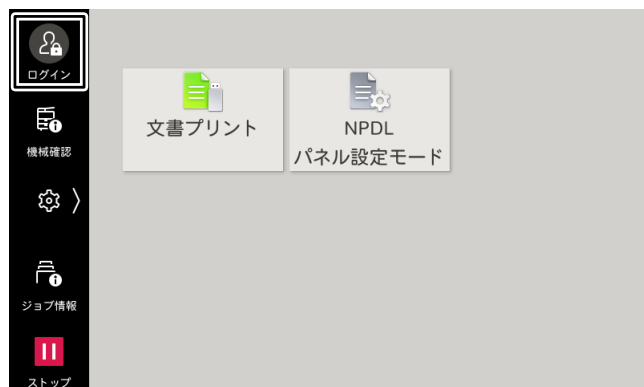 ログイン
文書プリント
NPDL
パネル設定モード
機械確認
ジョブ情報
ストップ